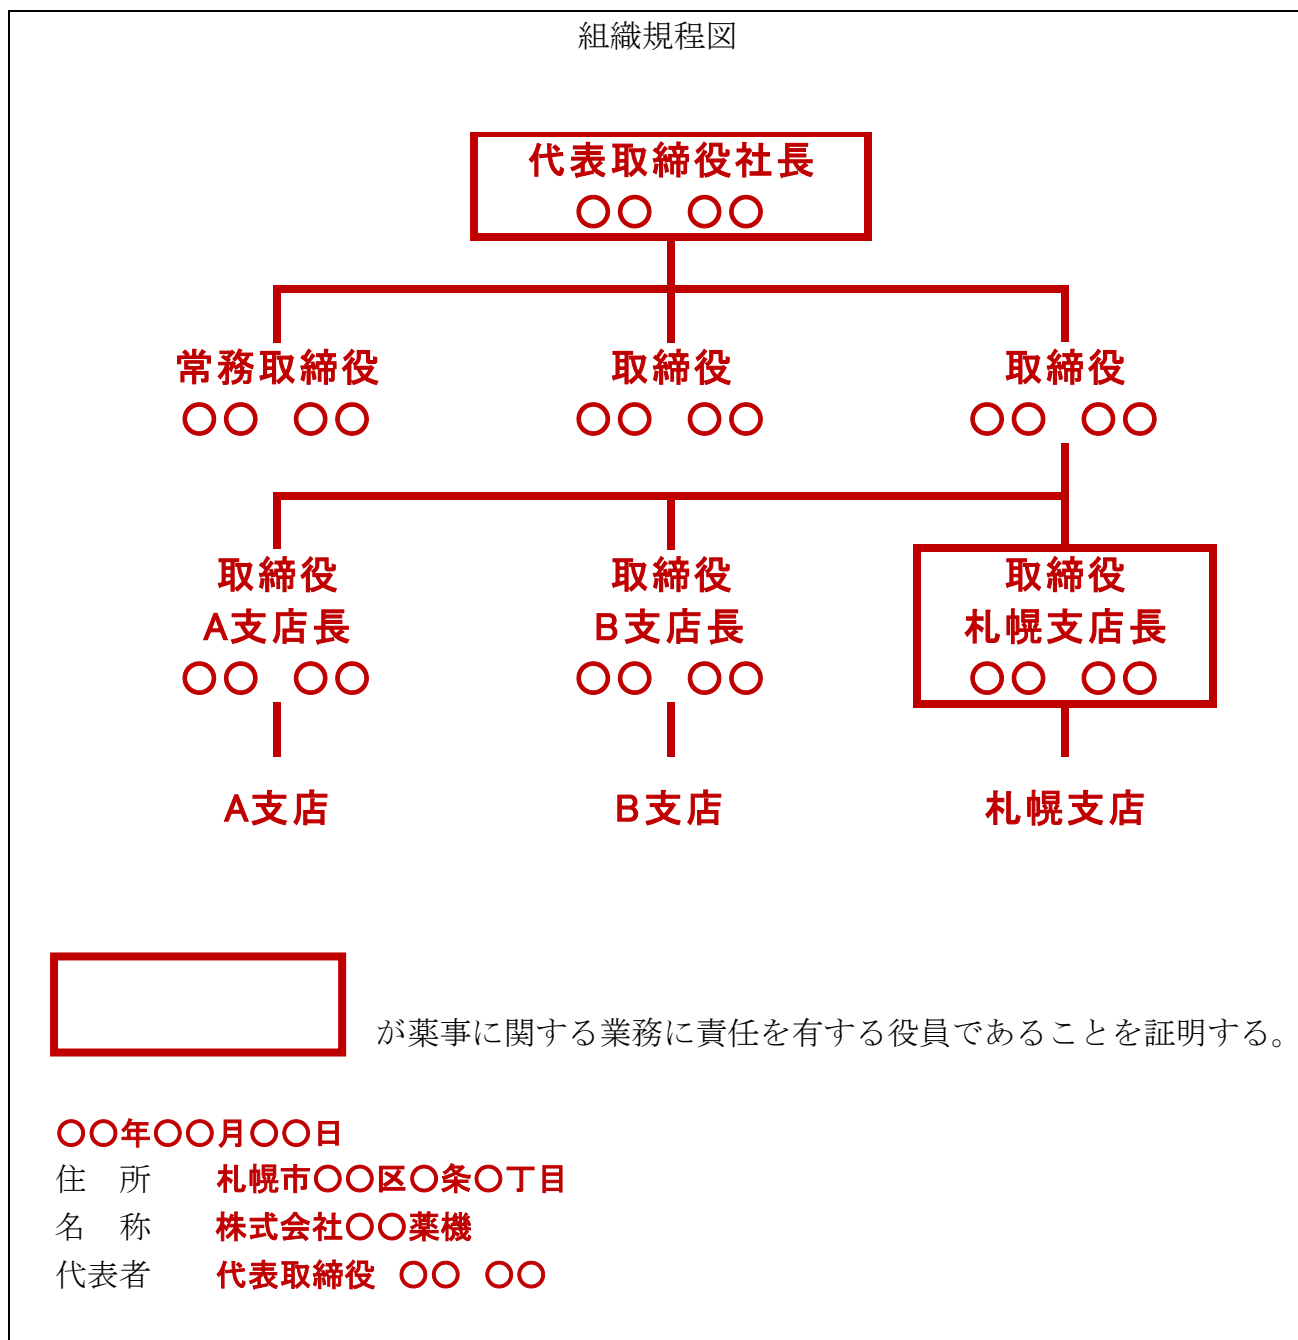 組織規程図
代表取締役社長
〇〇 〇〇
常務取締役 取締役 取締役
〇〇 〇〇 〇〇 〇〇 〇〇 〇〇
取締役 取締役 取締役
A支店長 B支店長 札幌支店長
〇〇 〇〇 〇〇 〇〇 〇〇 〇〇
A支店 B支店 札幌支店
が薬事に関する業務に責任を有する役員であることを証明する。
〇〇年〇〇月〇〇日
住 所 札幌市〇〇区〇条〇丁目
名 称 株式会社〇〇薬機
代表者 代表取締役 〇〇 〇〇